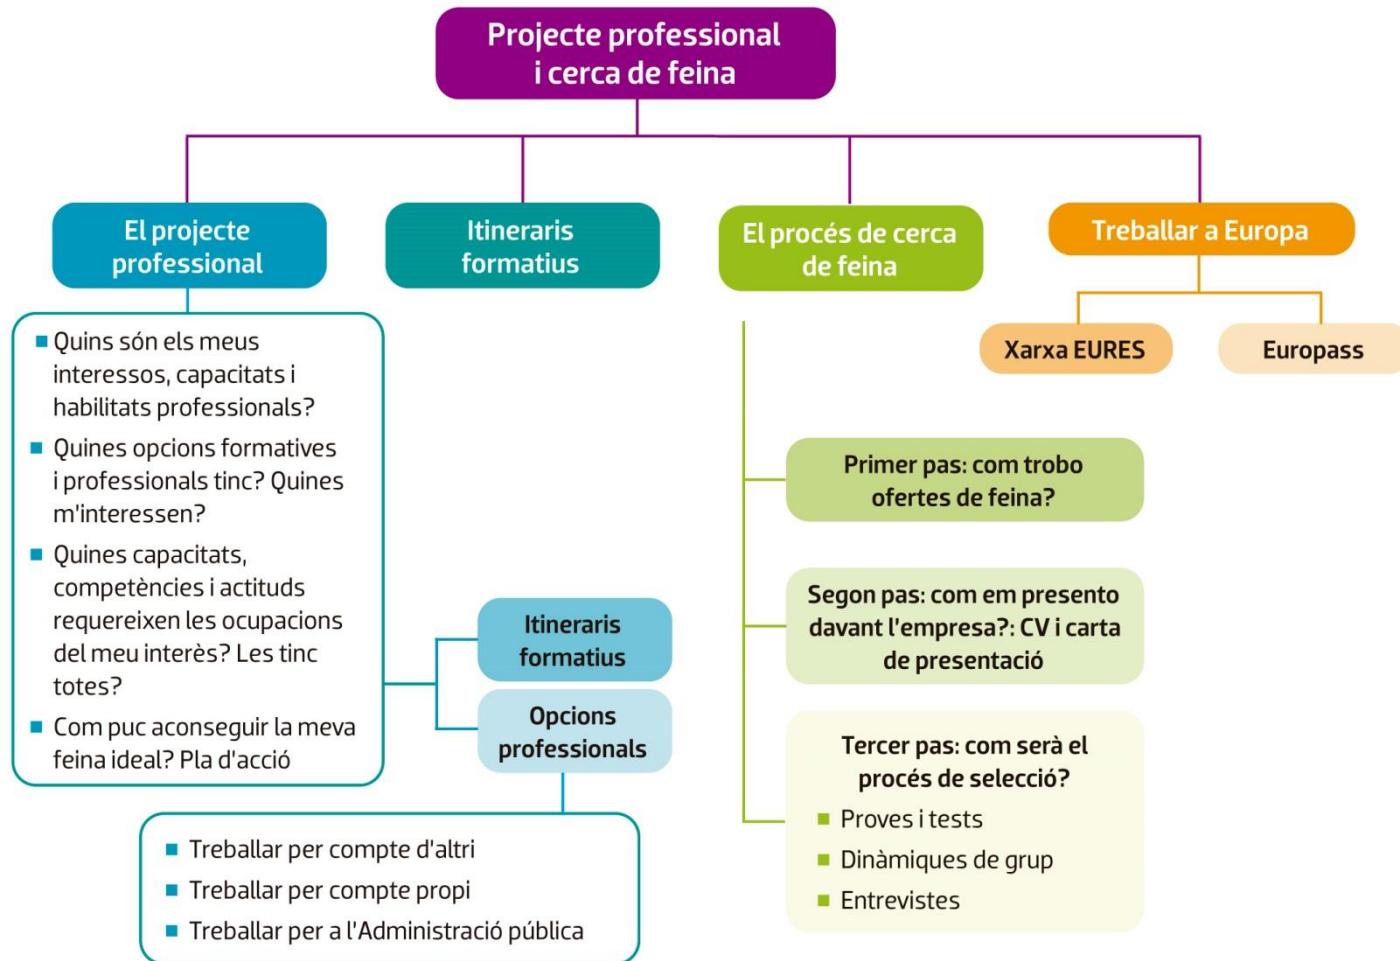 Projecte professional
i cerca de feina
El projecte
professional
Itineraris
formatius
El procés de cerca
de feina
Treballar a Europa
Xarxa EURES
Europass
Quins són els meus
interessos, capacitats i
habilitats professionals?
Quines opcions formatives
i professionals tinc? Quines
m'interessen?
Quines capacitats,
competències i actituds
requereixen les ocupacions
del meu interès? Les tinc
totes?
Com puc aconseguir la meva
feina ideal? Pla d'acció
Itineraris
formatius
Opcions
professionals
Treballar per compte d'altri
Treballar per compte propi
Treballar per a l'Administració pública
Primer pas: com trobo
ofertes de feina?
Segon pas: com em presento
davant l'empresa?: CV i carta
de presentació
Tercer pas: com serà el
procés de selecció?
Proves i tests
Dinàmiques de grup
Entrevistes